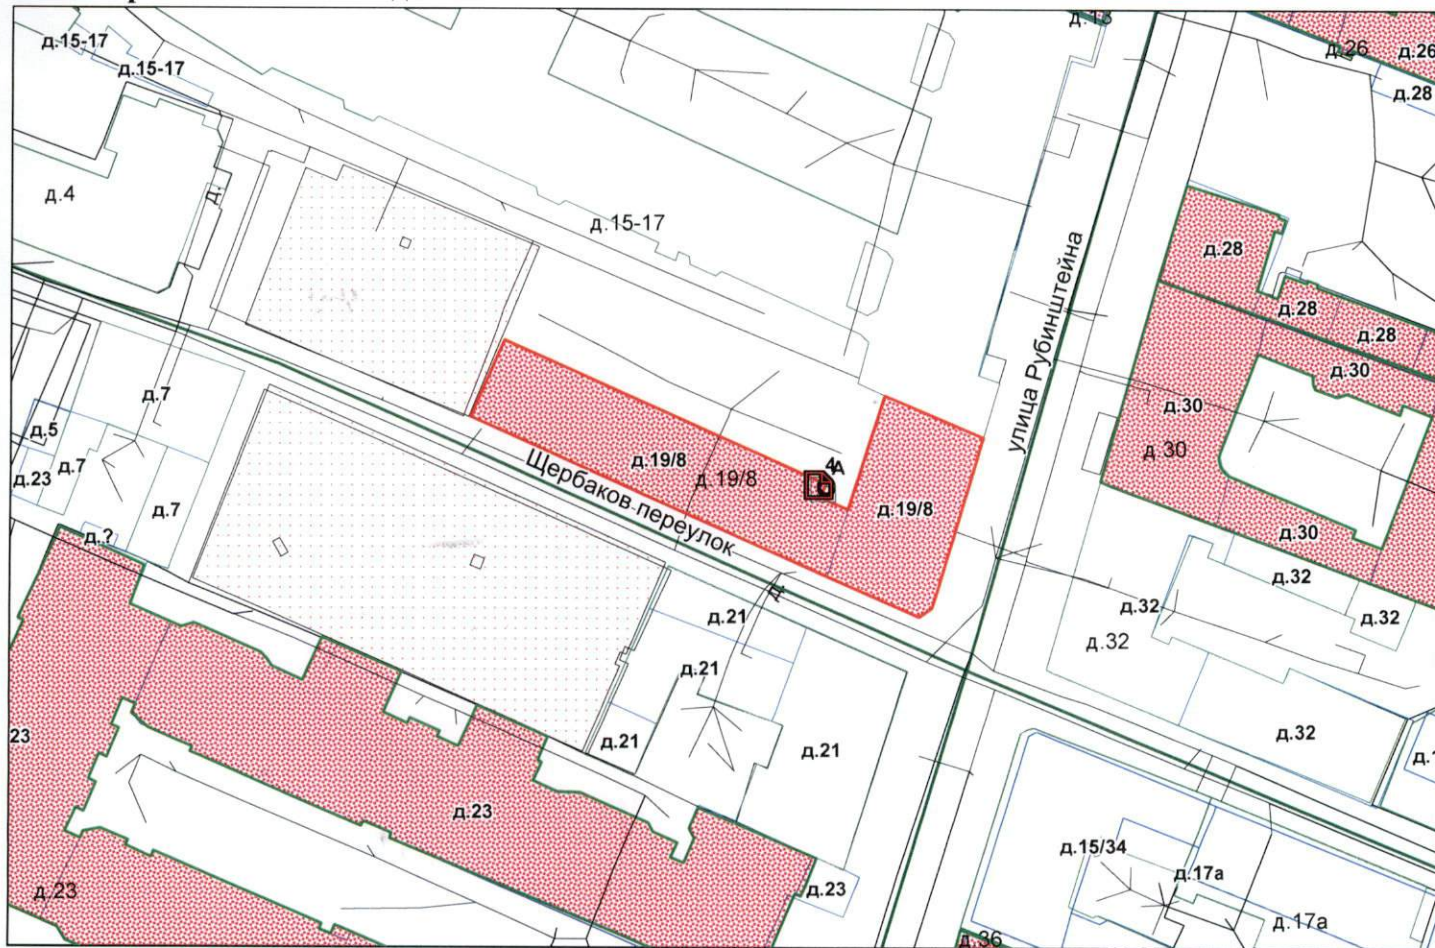 д.15-17
д.15-17
д.13
д.26
д.26
д.28
д.4
д.
д.15-17
улица Рубинштейна
д.28
д.28
д.28
д.30
д.30
д.30
д.7
д.5
д.7
д.23
д.7
д.?
д.19/8
д.19/8
д.19/8
4А
Щербаков переулок
д.30
д.32
д.32
д.32
д.32
д.21
д.21
д.21
д.21
д.32
23
д.23
д.23
д.23
д.15/34
д.17а
д.17а
д.36